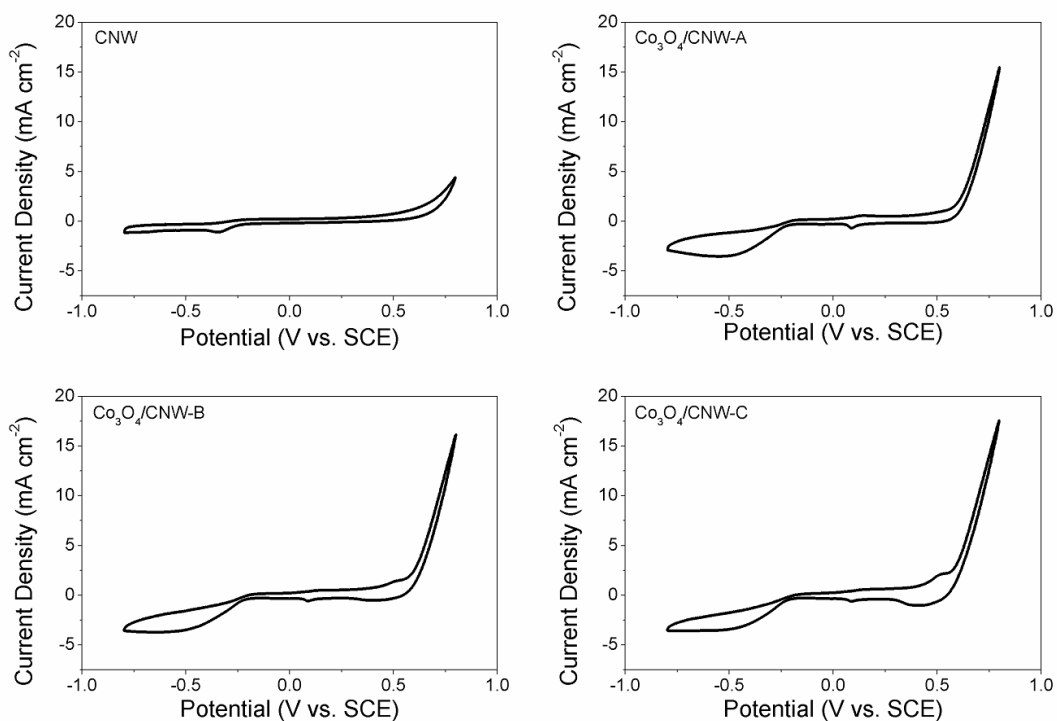 CNW
20
15
10
5
0
-5
Current Density (mA cm⁻²)
-1.0 -0.5 0.0 0.5 1.0
Potential (V vs. SCE)
Co₃O₄/CNW-A
20
15
10
5
0
-5
Current Density (mA cm⁻²)
-1.0 -0.5 0.0 0.5 1.0
Potential (V vs. SCE)
Co₃O₄/CNW-B
20
15
10
5
0
-5
Current Density (mA cm⁻²)
-1.0 -0.5 0.0 0.5 1.0
Potential (V vs. SCE)
Co₃O₄/CNW-C
20
15
10
5
0
-5
Current Density (mA cm⁻²)
-1.0 -0.5 0.0 0.5 1.0
Potential (V vs. SCE)